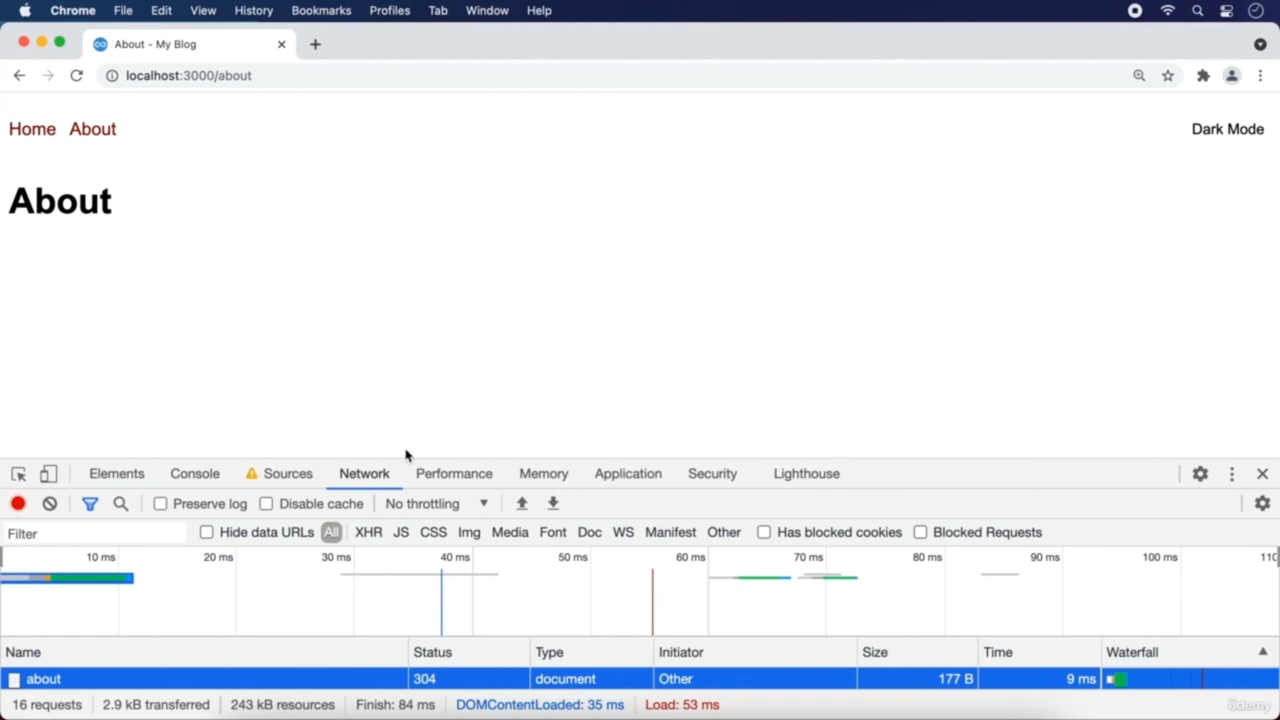 Chrome File Edit View History Bookmarks Profiles Tab Window Help
About - My Blog
localhost:3000/about
Home About Dark Mode
About
Elements Console Sources Network Performance Memory Application Security Lighthouse
Preserve log Disable cache No throttling
Filter Hide data URLs All XHR JS CSS Img Media Font Doc WS Manifest Other Has blocked cookies Blocked Requests
10 ms 20 ms 30 ms 40 ms 50 ms 60 ms 70 ms 80 ms 90 ms 100 ms 110
Name Status Type Initiator Size Time Waterfall
about 304 document Other 177 B 9 ms
16 requests 2.9 kB transferred 243 kB resources Finish: 84 ms DOMContentLoaded: 35 ms Load: 53 ms
ûdemy